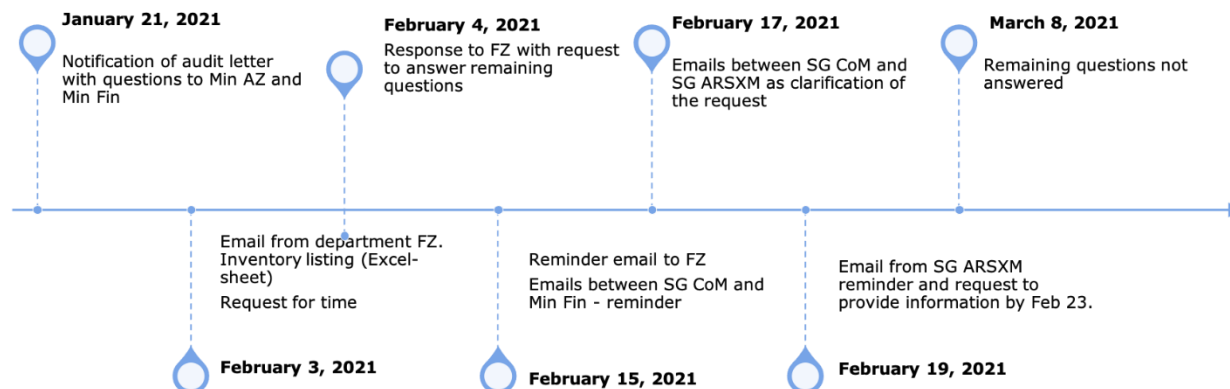 January 21, 2021
Notification of audit letter
with questions to Min AZ and
Min Fin
Email from department FZ.
Inventory listing (Excel-
sheet)
Request for time
February 3, 2021
February 4, 2021
Response to FZ with request
to answer remaining
questions
Reminder email to FZ
Emails between SG CoM and
Min Fin - reminder
February 15, 2021
February 17, 2021
Emails between SG CoM and
SG ARSXM as clarification of
the request
Email from SG ARSXM
reminder and request to
provide information by Feb 23.
February 19, 2021
March 8, 2021
Remaining questions not
answered